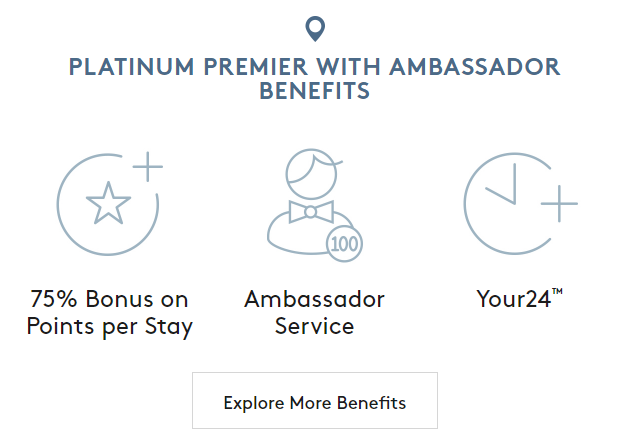 PLATINUM PREMIER WITH AMBASSADOR
BENEFITS
100
75% Bonus on
Points per Stay
Ambassador
Service
Your24™
Explore More Benefits